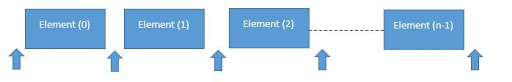 Element (0)
Element (1)
Element (2)
Element (n-1)